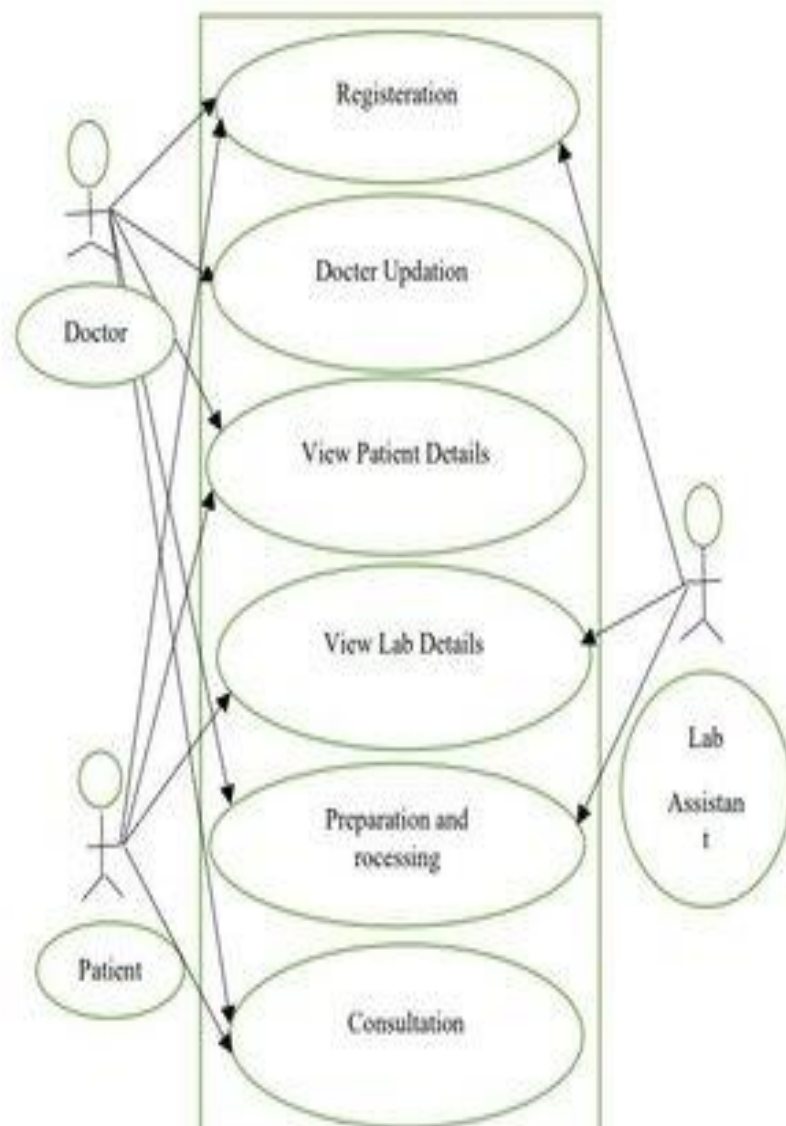 Registeration
Docter Updation
Doctor
View Patient Details
View Lab Details
Lab
Assistan
t
Preparation and
rocessing
Patient
Consultation